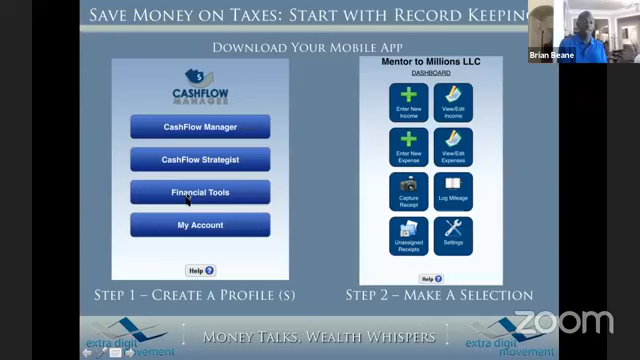 Save Money on Taxes: Start with Record Keeping
Download Your Mobile App
Brian Beane
$
CASHFLOW
MANAGER
CashFlow Manager
CashFlow Strategist
Financial Tools
My Account
Help ?
Mentor to Millions LLC
DASHBOARD
Enter New Income
View/Edit Income
Enter New Expense
View/Edit Expenses
Capture Receipt
Log Mileage
Unassigned Receipts
Settings
Help ?
Step 1 – Create a Profile (s)
Step 2 – Make A Selection
extra digit
movement
Money Talks, Wealth Whispers
extra digit
movement
zoom